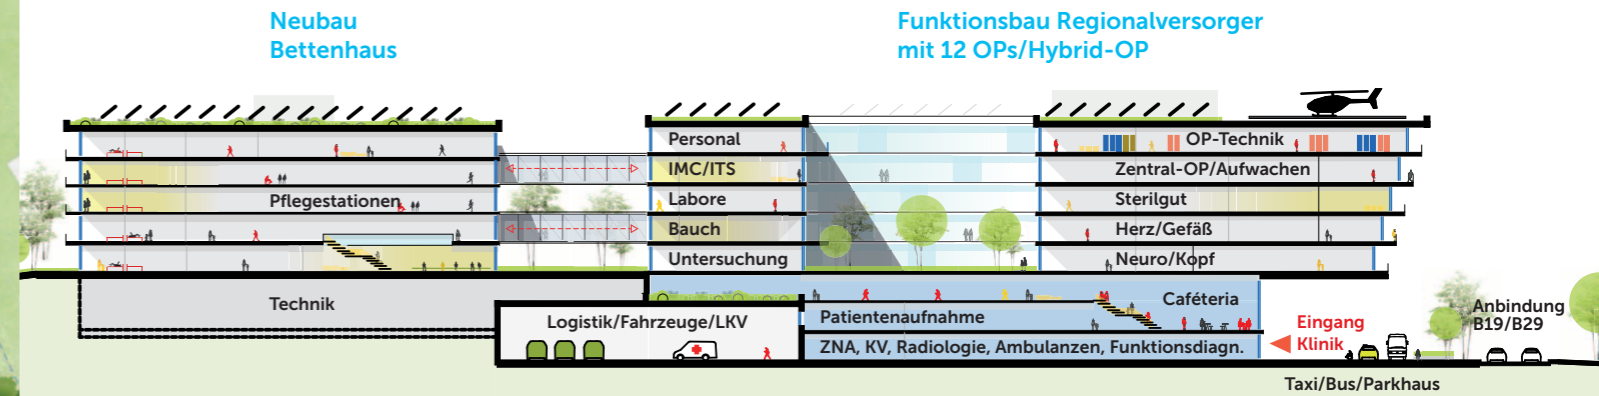 Neubau
Bettenhaus
Funktionsbau Regionalversorger
mit 12 OPs/Hybrid-OP
Personal
OP-Technik
IMC/ITS
Zentral-OP/Aufwachen
Pflegestationen
Labore
Sterilgut
Bauch
Herz/Gefäß
Untersuchung
Neuro/Kopf
Technik
Caféteria
Logistik/Fahrzeuge/LKV
Patientenaufnahme
ZNA, KV, Radiologie, Ambulanzen, Funktionsdiagn.
Eingang
Klinik
Anbindung
B19/B29
Taxi/Bus/Parkhaus